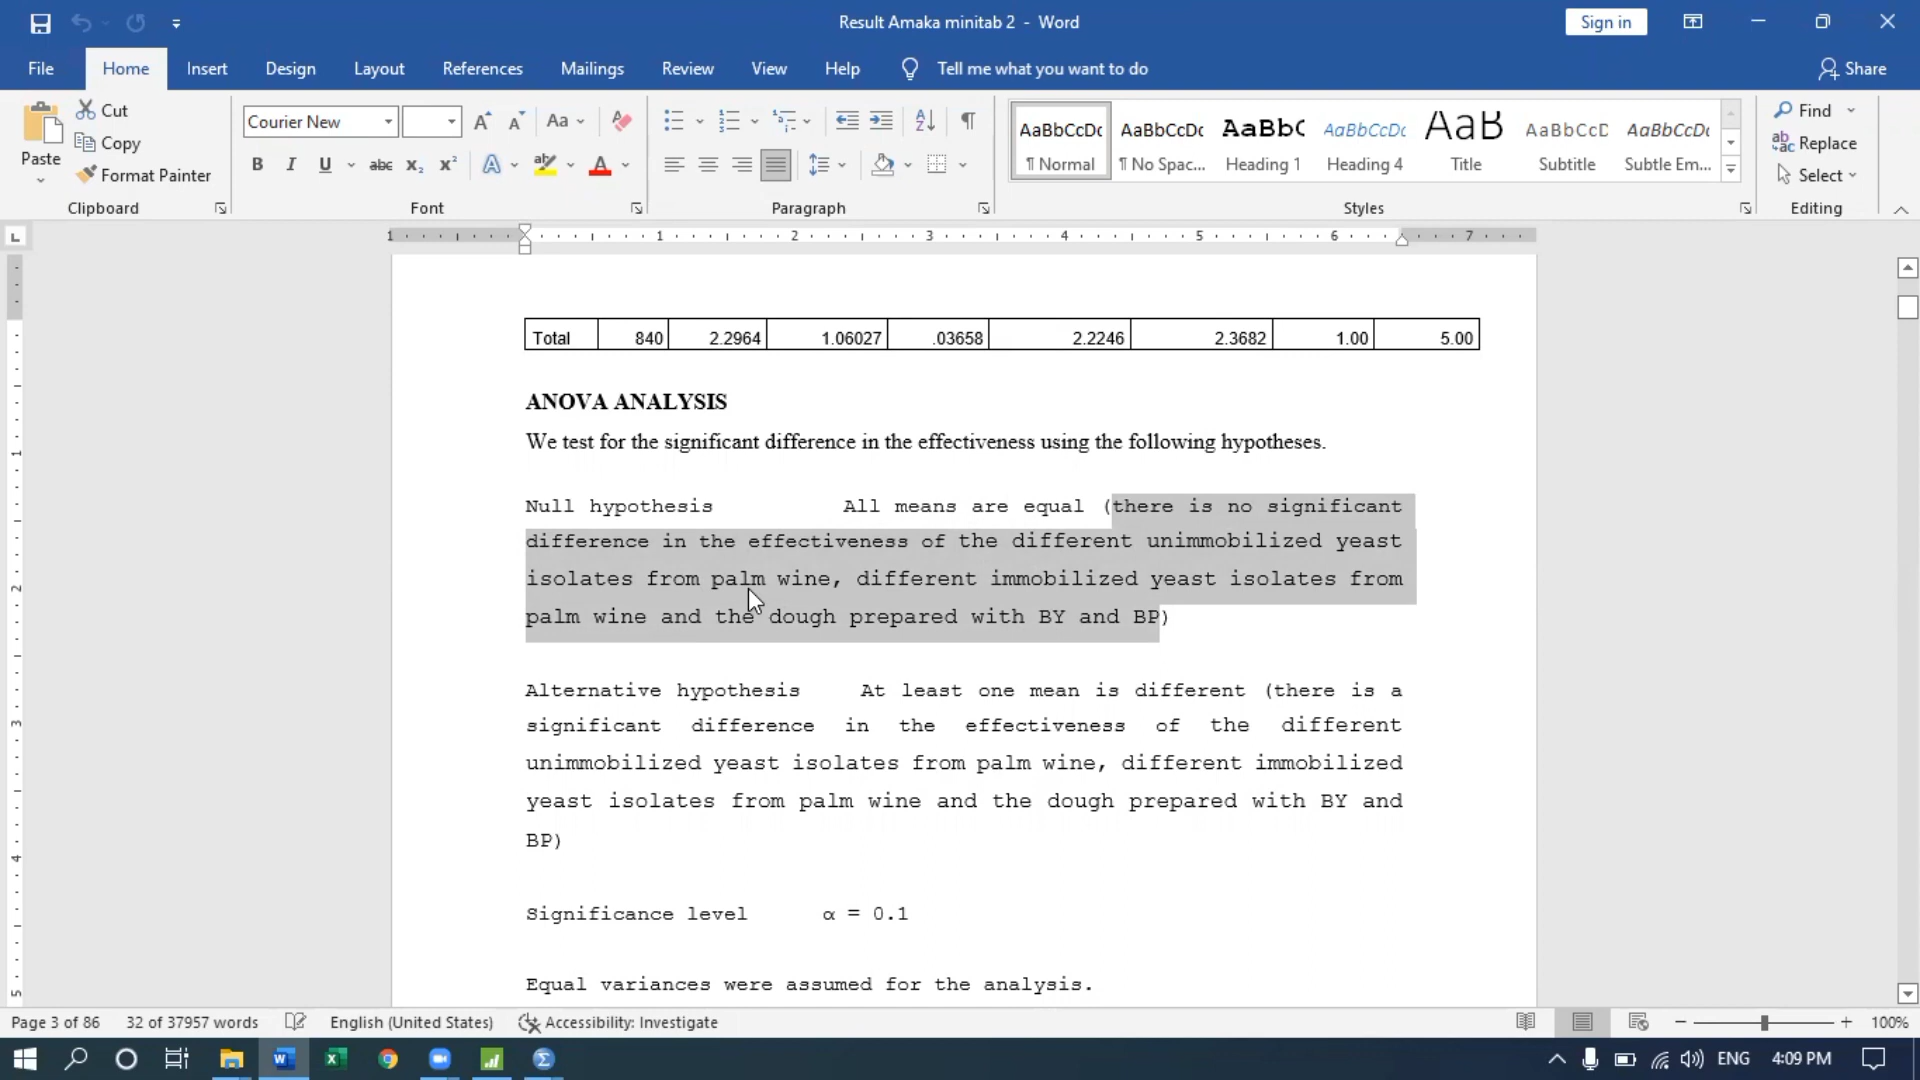 Result Amaka minitab 2 - Word
Sign in
File Home Insert Design Layout References Mailings Review View Help Tell me what you want to do Share
Paste
Cut
Copy
Format Painter
Clipboard
Courier New
Font
Paragraph
AaBbCcDc AaBbCcDc AaBbC AaBbCcDc AaB AaBbCcD AaBbCcDc
¶ Normal ¶ No Spac... Heading 1 Heading 4 Title Subtitle Subtle Em...
Styles
Find
Replace
Select
Editing
1 1 2 3 4 5 6 7
Total 840 2.2964 1.06027 .03658 2.2246 2.3682 1.00 5.00
ANOVA ANALYSIS
We test for the significant difference in the effectiveness using the following hypotheses.
Null hypothesis All means are equal (there is no significant
difference in the effectiveness of the different unimmobilized yeast
isolates from palm wine, different immobilized yeast isolates from
palm wine and the dough prepared with BY and BP)
Alternative hypothesis At least one mean is different (there is a
significant difference in the effectiveness of the different
unimmobilized yeast isolates from palm wine, different immobilized
yeast isolates from palm wine and the dough prepared with BY and
BP)
Significance level α = 0.1
Equal variances were assumed for the analysis.
Page 3 of 86 32 of 37957 words English (United States) Accessibility: Investigate 100%
ENG 4:09 PM